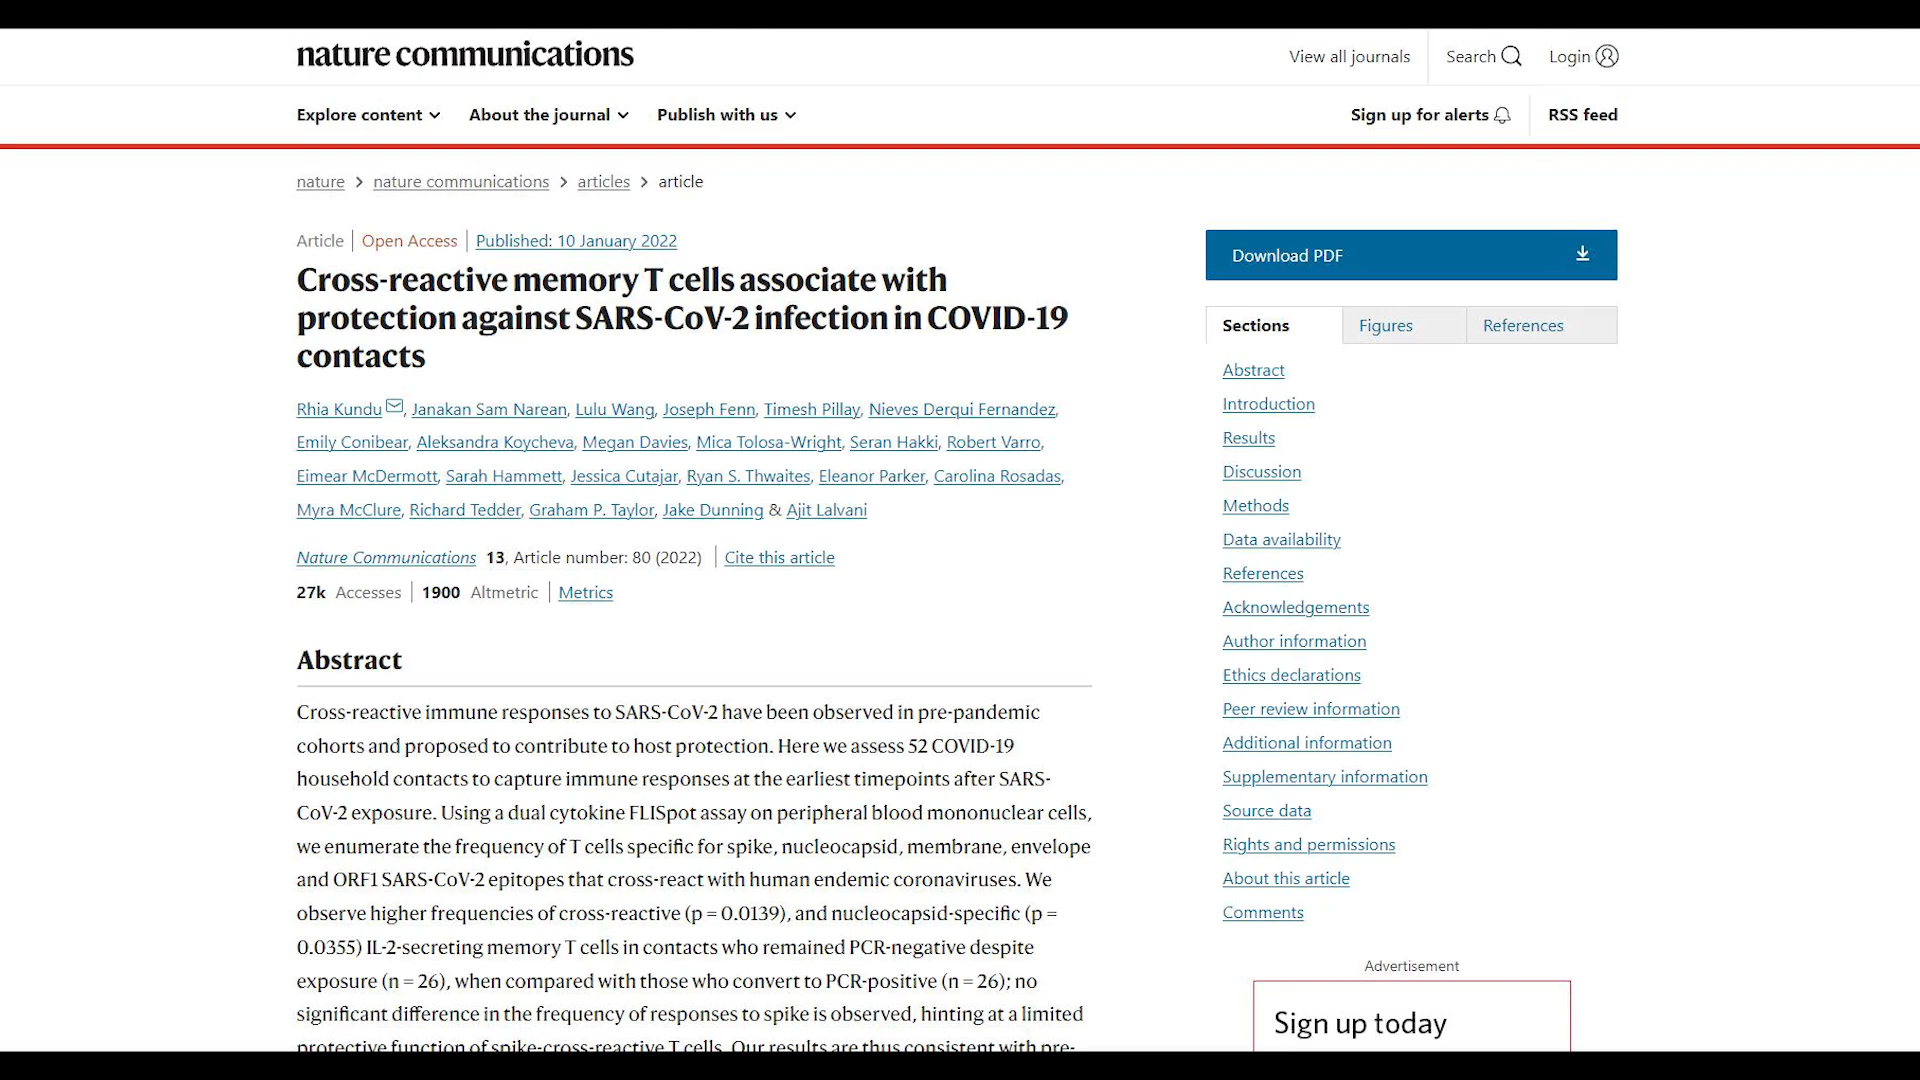 nature communications
View all journals
Search
Login
Explore content
About the journal
Publish with us
Sign up for alerts
RSS feed
nature > nature communications > articles > article
Article | Open Access | Published: 10 January 2022
Cross-reactive memory T cells associate with
protection against SARS-CoV-2 infection in COVID-19
contacts
Rhia Kundu, Janakan Sam Narean, Lulu Wang, Joseph Fenn, Timesh Pillay, Nieves Derqui Fernandez,
Emily Conibear, Aleksandra Koycheva, Megan Davies, Mica Tolosa-Wright, Seran Hakki, Robert Varro,
Eimear McDermott, Sarah Hammett, Jessica Cutajar, Ryan S. Thwaites, Eleanor Parker, Carolina Rosadas,
Myra McClure, Richard Tedder, Graham P. Taylor, Jake Dunning & Ajit Lalvani
Nature Communications 13, Article number: 80 (2022) | Cite this article
27k Accesses | 1900 Altmetric | Metrics
Abstract
Cross-reactive immune responses to SARS-CoV-2 have been observed in pre-pandemic
cohorts and proposed to contribute to host protection. Here we assess 52 COVID-19
household contacts to capture immune responses at the earliest timepoints after SARS-
CoV-2 exposure. Using a dual cytokine FLISpot assay on peripheral blood mononuclear cells,
we enumerate the frequency of T cells specific for spike, nucleocapsid, membrane, envelope
and ORF1 SARS-CoV-2 epitopes that cross-react with human endemic coronaviruses. We
observe higher frequencies of cross-reactive (p = 0.0139), and nucleocapsid-specific (p =
0.0355) IL-2-secreting memory T cells in contacts who remained PCR-negative despite
exposure (n = 26), when compared with those who convert to PCR-positive (n = 26); no
significant difference in the frequency of responses to spike is observed, hinting at a limited
protective function of spike-cross-reactive T cells. Our results are thus consistent with pre-
Download PDF
Sections
Figures
References
Abstract
Introduction
Results
Discussion
Methods
Data availability
References
Acknowledgements
Author information
Ethics declarations
Peer review information
Additional information
Supplementary information
Source data
Rights and permissions
About this article
Comments
Advertisement
Sign up today